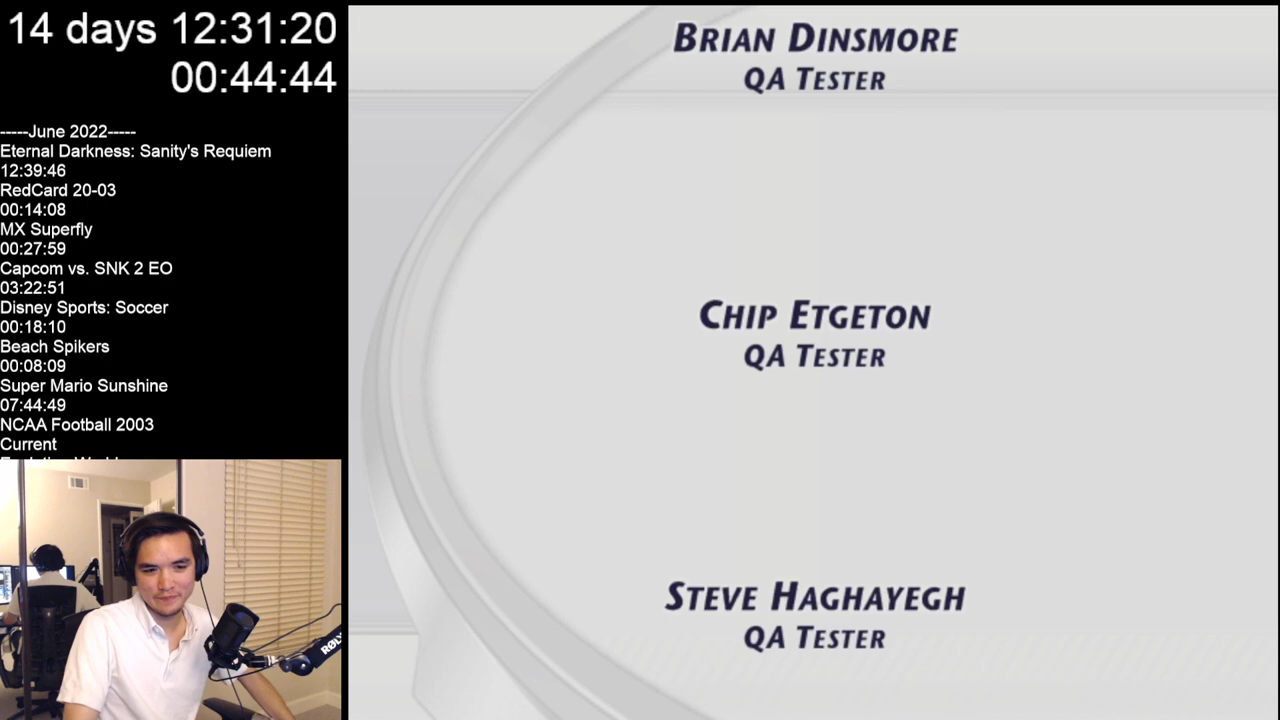 14 days 12:31:20
00:44:44
-----June 2022-----
Eternal Darkness: Sanity's Requiem
12:39:46
RedCard 20-03
00:14:08
MX Superfly
00:27:59
Capcom vs. SNK 2 EO
03:22:51
Disney Sports: Soccer
00:18:10
Beach Spikers
00:08:09
Super Mario Sunshine
07:44:49
NCAA Football 2003
Current
BRIAN DINSMORE
QA TESTER
CHIP ETGETON
QA TESTER
STEVE HAGHAYEGH
QA TESTER